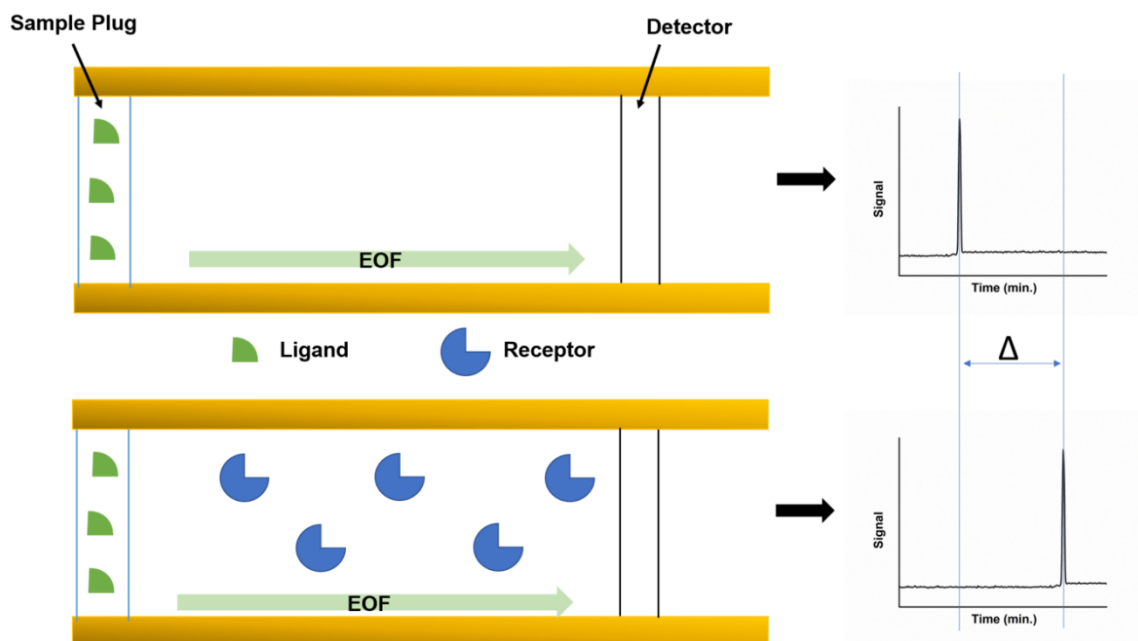 Sample Plug
Detector
EOF
Signal
Time (min.)
Ligand
Receptor
Δ
EOF
Signal
Time (min.)